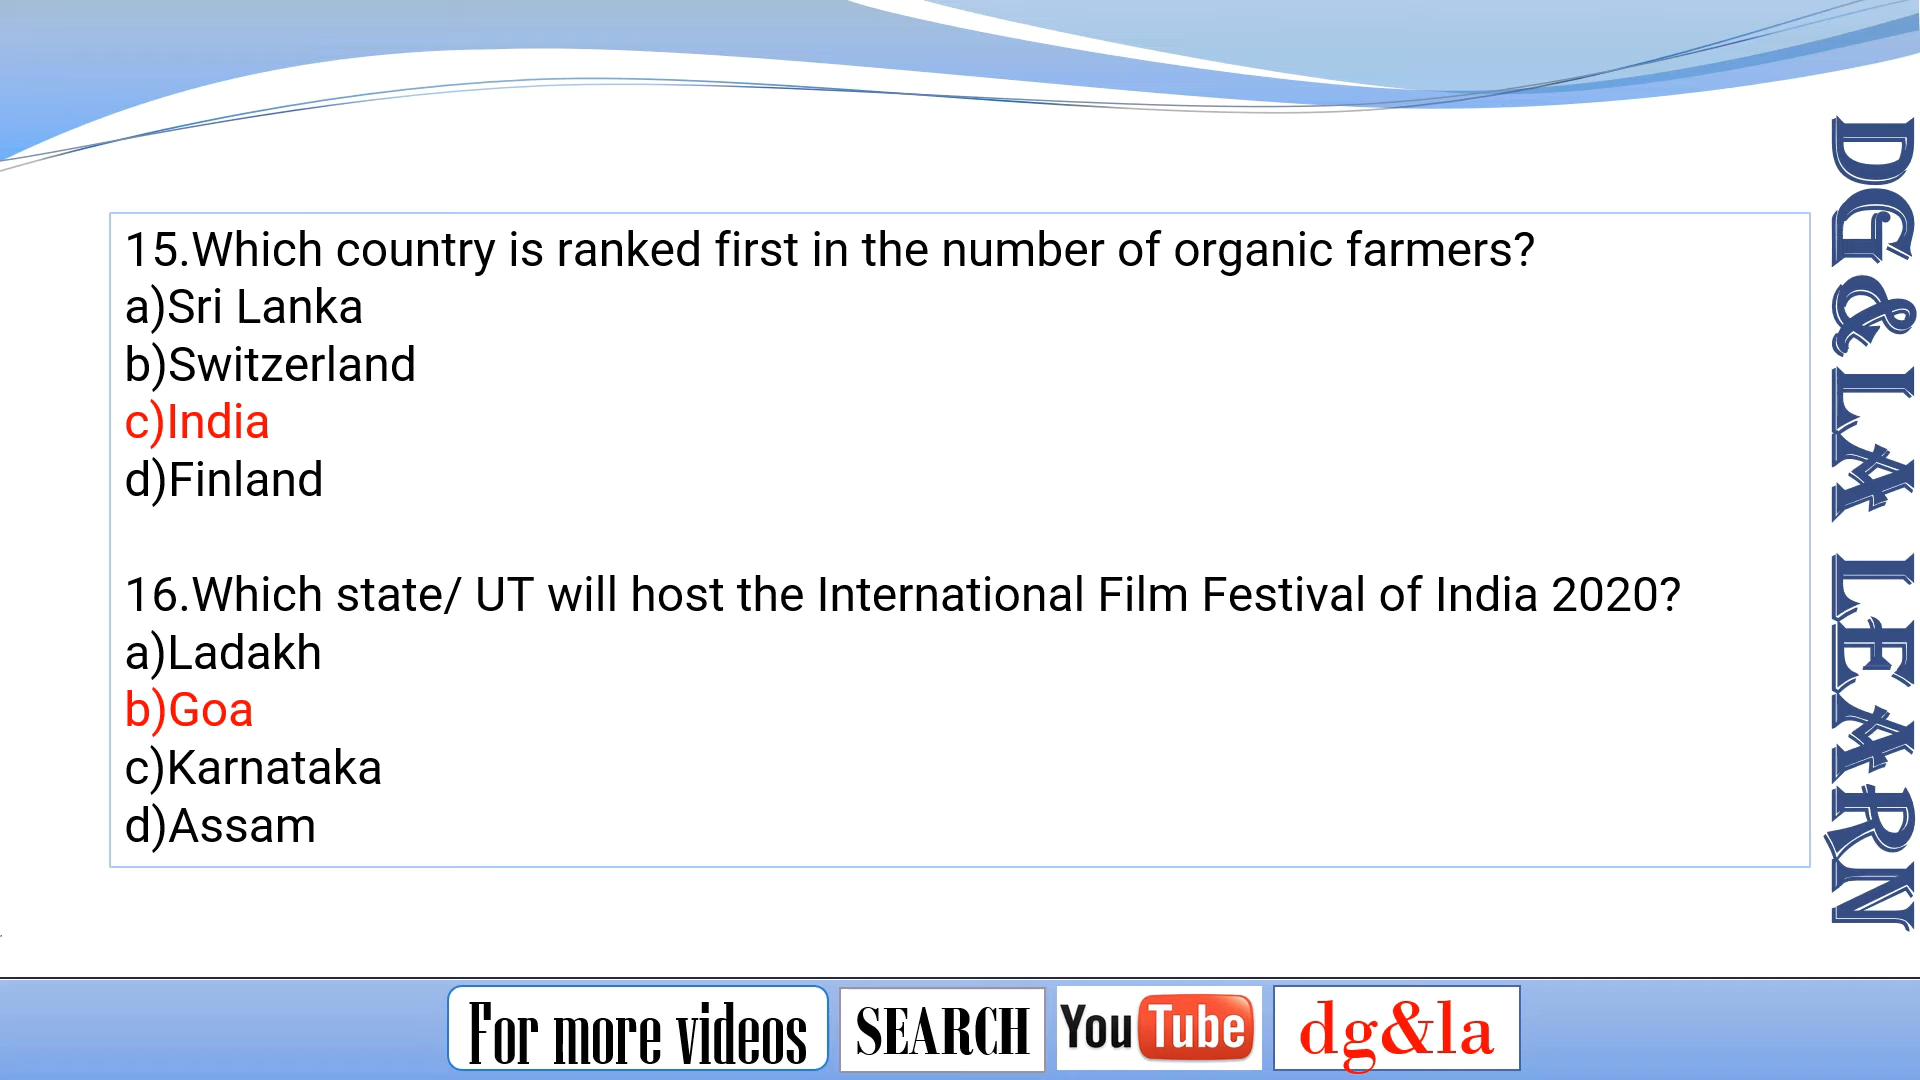 15.Which country is ranked first in the number of organic farmers?
a)Sri Lanka
b)Switzerland
c)India
d)Finland
16.Which state/ UT will host the International Film Festival of India 2020?
a)Ladakh
b)Goa
c)Karnataka
d)Assam
DG&LA LEARN
For more videos
SEARCH
YouTube
dg&la